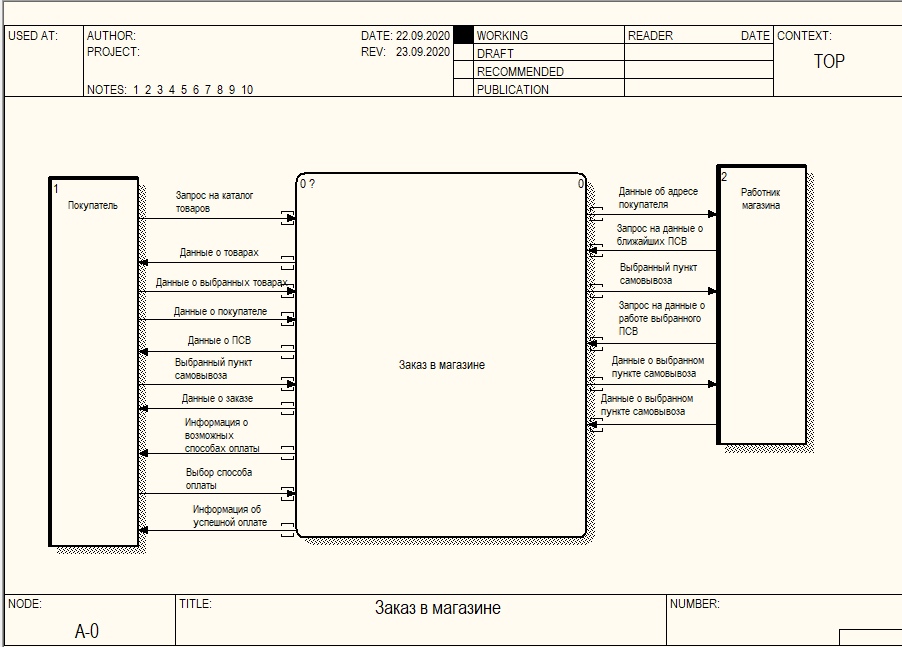 USED AT:
AUTHOR:
PROJECT:
DATE: 22.09.2020
REV: 23.09.2020
NOTES: 1 2 3 4 5 6 7 8 9 10
WORKING
DRAFT
RECOMMENDED
PUBLICATION
READER DATE
CONTEXT:
TOP
1
Покупатель
Запрос на каталог
товаров
Данные о товарах
Данные о выбранных товарах
Данные о покупателе
Данные о ПСВ
Выбранный пункт
самовывоза
Данные о заказе
Информация о
возможных
способах оплаты
Выбор способа
оплаты
Информация об
успешной оплате
0 ? 0
Заказ в магазине
Данные об адресе
покупателя
Запрос на данные о
ближайших ПСВ
Выбранный пункт
самовывоза
Запрос на данные о
работе выбранного
ПСВ
Данные о выбранном
пункте самовывоза
Данные о выбранном
пункте самовывоза
2
Работник
магазина
NODE:
A-0
TITLE:
Заказ в магазине
NUMBER: